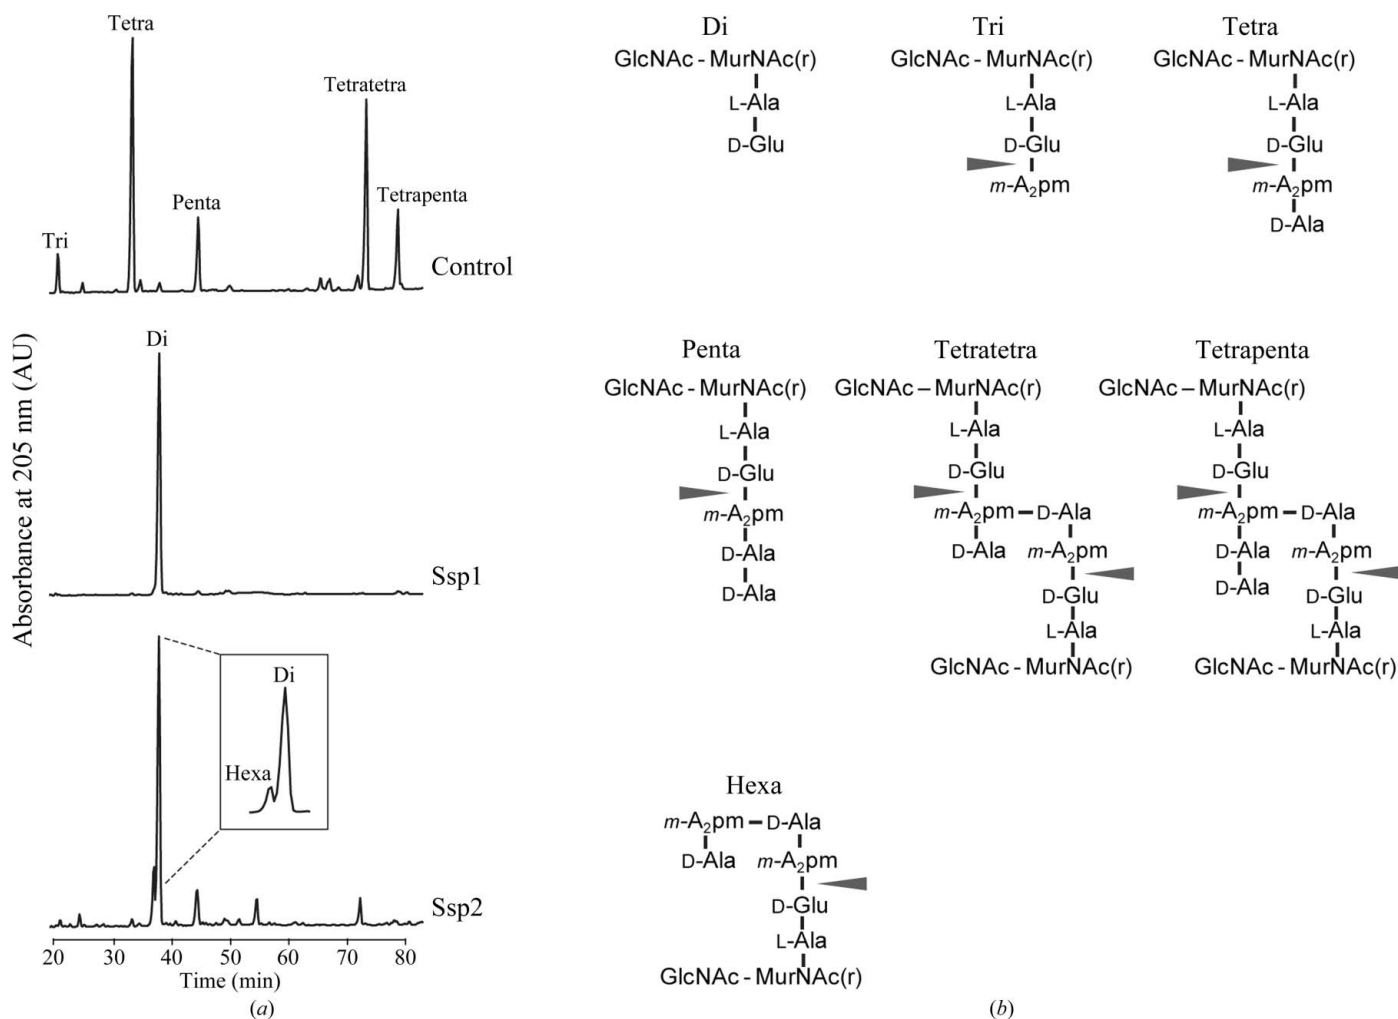 Tetra
Tetratetra
Penta
Tetrapenta
Tri
Control
Di
Ssp1
Di
Hexa
Ssp2
Absorbance at 205 nm (AU)
20 30 40 50 60 70 80
Time (min)
(a)
Di
GlcNAc - MurNAc(r)
L-Ala
D-Glu
Tri
GlcNAc - MurNAc(r)
L-Ala
D-Glu
m-A2pm
Tetra
GlcNAc - MurNAc(r)
L-Ala
D-Glu
m-A2pm
D-Ala
Penta
GlcNAc - MurNAc(r)
L-Ala
D-Glu
m-A2pm
D-Ala
D-Ala
Tetratetra
GlcNAc – MurNAc(r)
L-Ala
D-Glu
m-A2pm – D-Ala
D-Ala m-A2pm
D-Glu
L-Ala
GlcNAc - MurNAc(r)
Tetrapenta
GlcNAc - MurNAc(r)
L-Ala
D-Glu
m-A2pm – D-Ala
D-Ala m-A2pm
D-Ala D-Glu
L-Ala
GlcNAc - MurNAc(r)
Hexa
m-A2pm – D-Ala
D-Ala m-A2pm
D-Glu
L-Ala
GlcNAc - MurNAc(r)
(b)